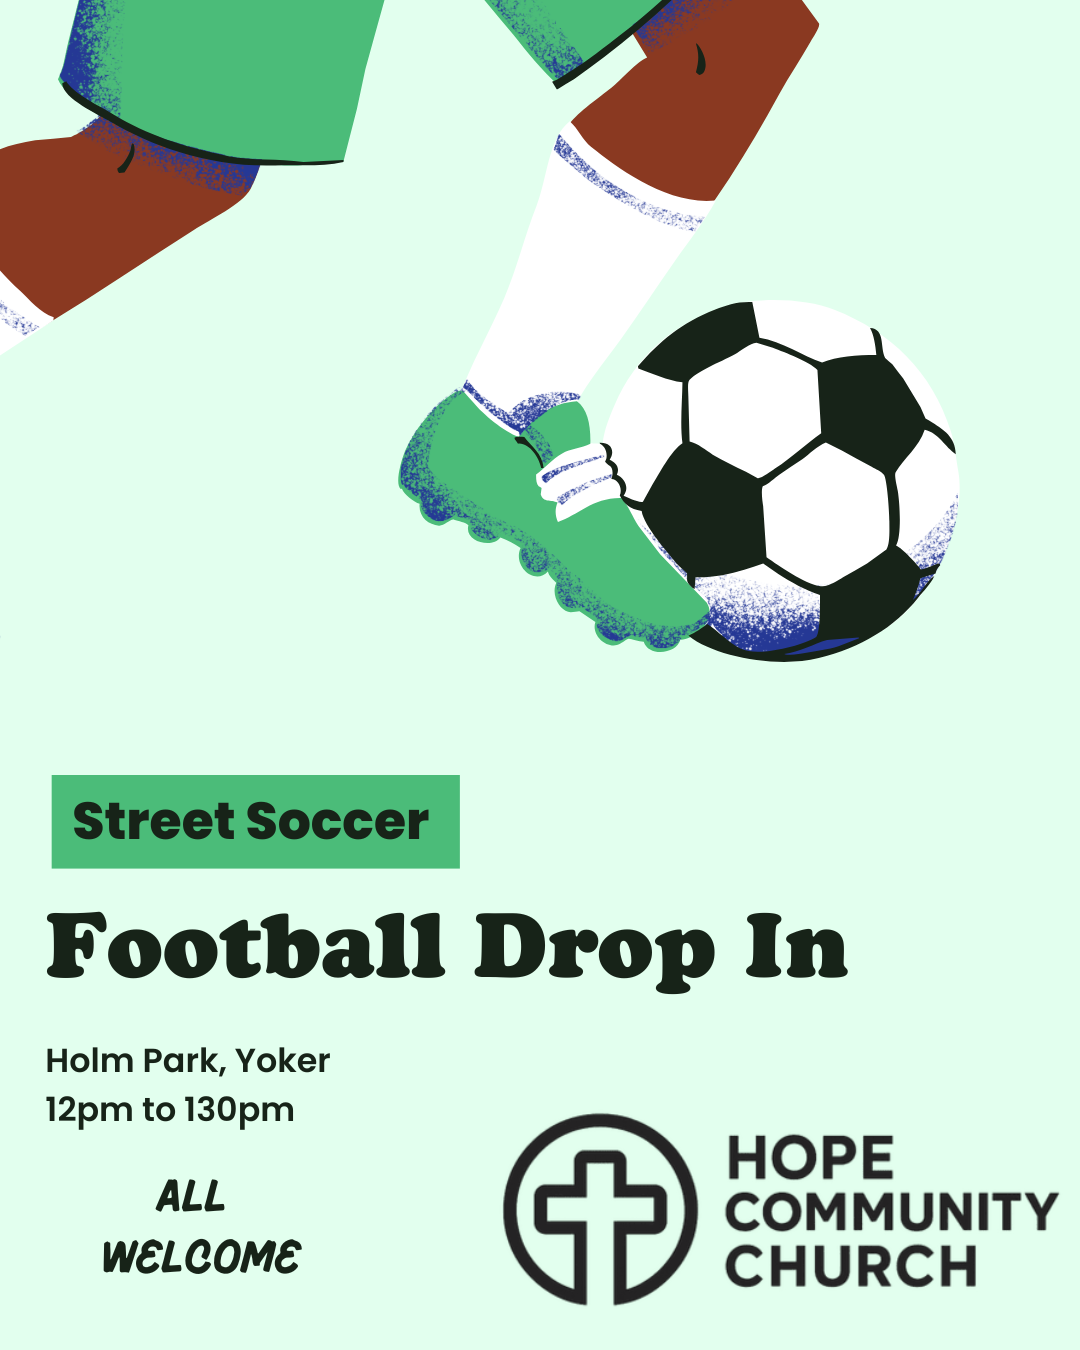 Street Soccer
Football Drop In
Holm Park, Yoker
12pm to 130pm
ALL
WELCOME
HOPE
COMMUNITY
CHURCH